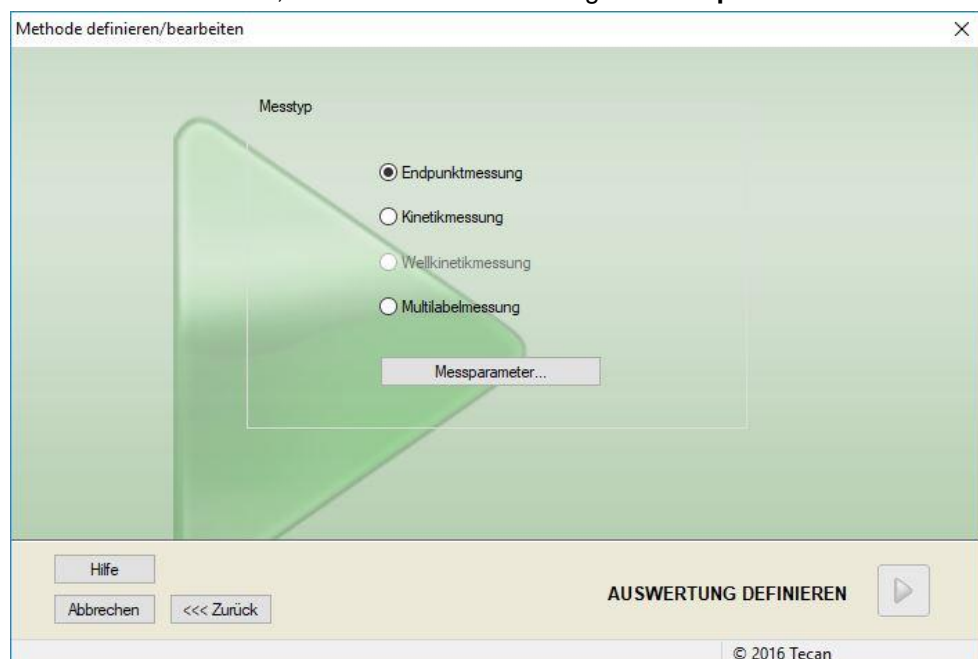 Methode definieren/bearbeiten
Messtyp
Endpunktmessung
Kinetikmessung
Wellkinetikmessung
Multilabelmessung
Messparameter...
Hilfe
Abbrechen <<< Zurück
AUSWERTUNG DEFINIEREN
© 2016 Tecan